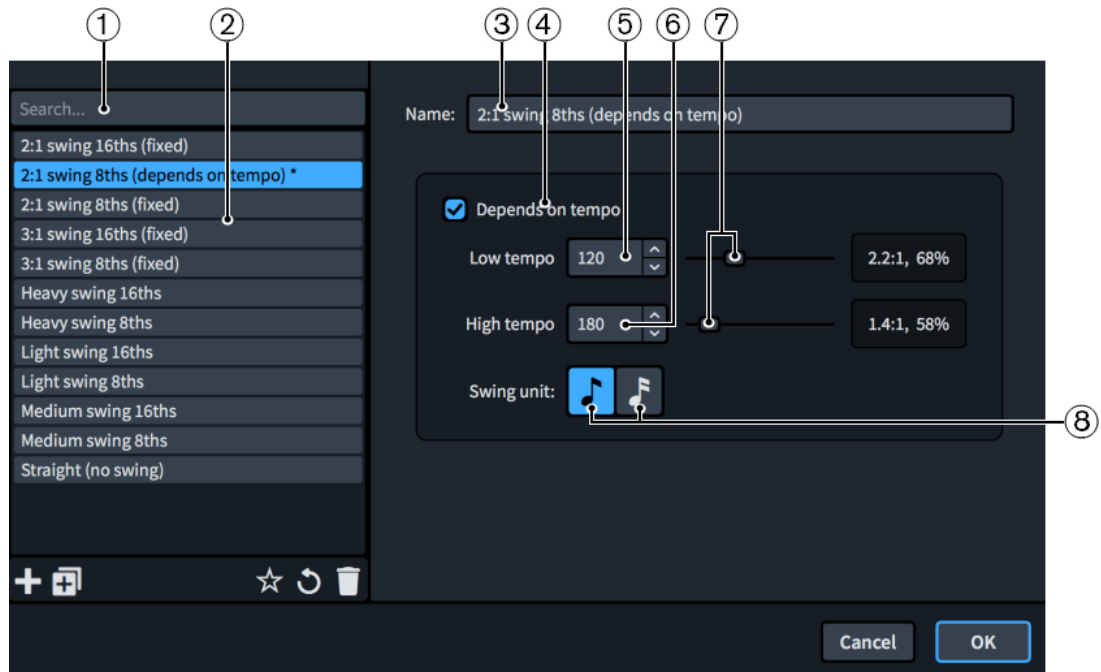 ① ② ③ ④ ⑤ ⑥ ⑦
Search...
2:1 swing 16ths (fixed)
2:1 swing 8ths (depends on tempo) *
2:1 swing 8ths (fixed)
3:1 swing 16ths (fixed)
3:1 swing 8ths (fixed)
Heavy swing 16ths
Heavy swing 8ths
Light swing 16ths
Light swing 8ths
Medium swing 16ths
Medium swing 8ths
Straight (no swing)
Name: 2:1 swing 8ths (depends on tempo)
Depends on tempo
Low tempo 120 2.2:1, 68%
High tempo 180 1.4:1, 58%
Swing unit:
⑧
Cancel OK